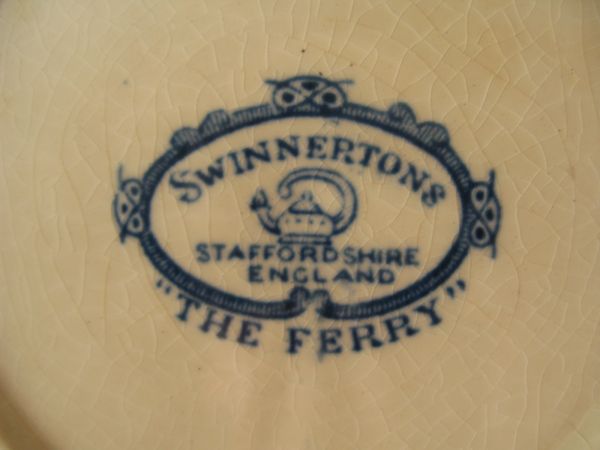 SWINNERTONS
STAFFORDSHIRE
ENGLAND
"THE FERRY"